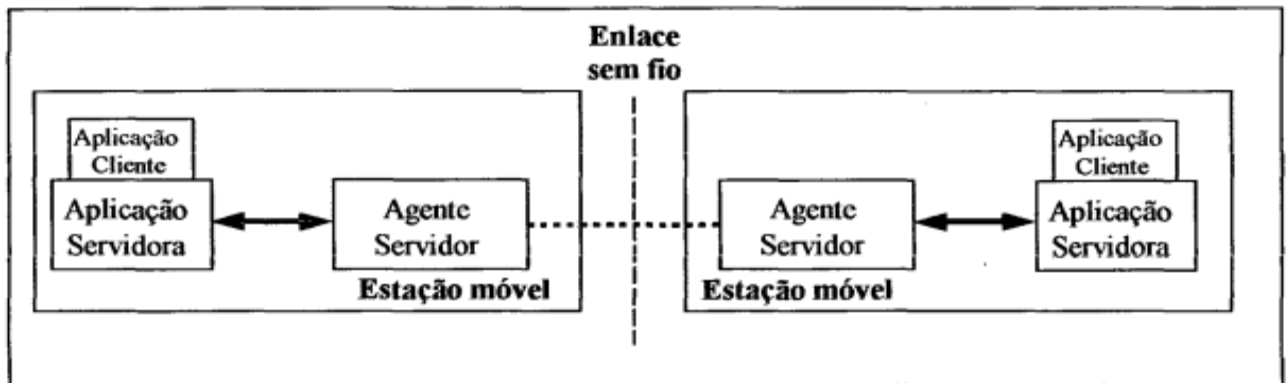 Enlace
sem fio
Aplicação
Cliente
Aplicação
Servidora
Agente
Servidor
Estação móvel
Agente
Servidor
Estação móvel
Aplicação
Cliente
Aplicação
Servidora